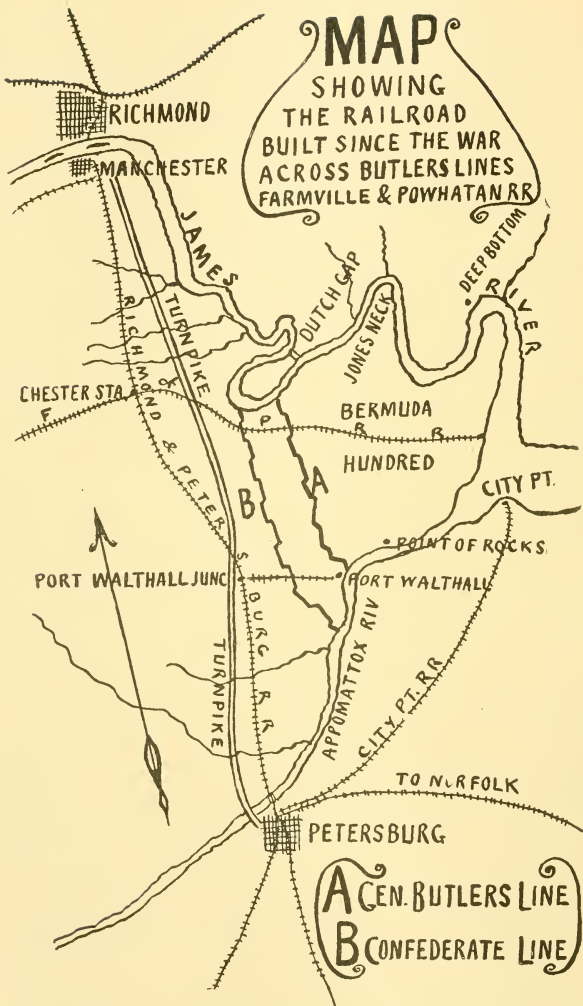 MAP
SHOWING
THE RAILROAD
BUILT SINCE THE WAR
ACROSS BUTLERS LINES
FARMVILLE & POWHATAN RR
RICHMOND
MANCHESTER
JAMES
RIVER
DUTCH GAP
JONES NECK
DEEP BOTTOM
TURNPIKE
RICHMOND & PETERSBURG RR
CHESTER STA.
F & P R R
BERMUDA
HUNDRED
A
B
CITY PT.
POINT OF ROCKS
PORT WALTHALL JUNC
PORT WALTHALL
TURNPIKE
APPOMATTOX RIV
CITY PT. RR
TO NORFOLK
PETERSBURG
A GEN. BUTLERS LINE
B CONFEDERATE LINE